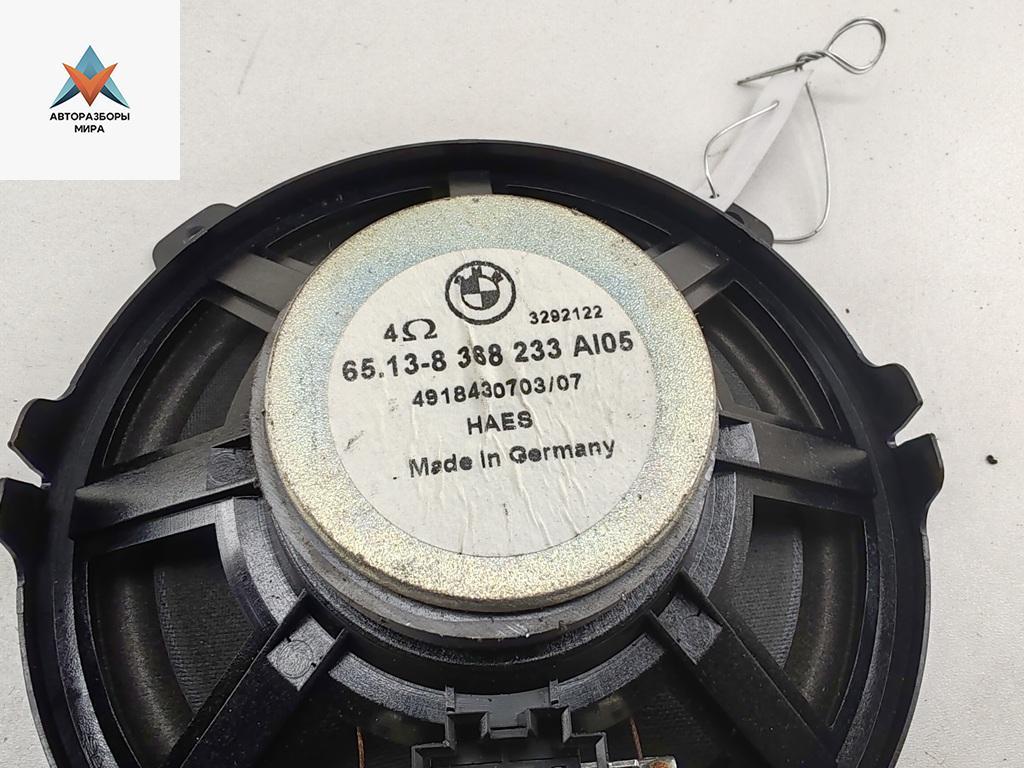 АВТОРАЗБОРЫ
МИРА
4Ω
3292122
65.13-8 368 233 AI05
4918430703/07
HAES
Made in Germany